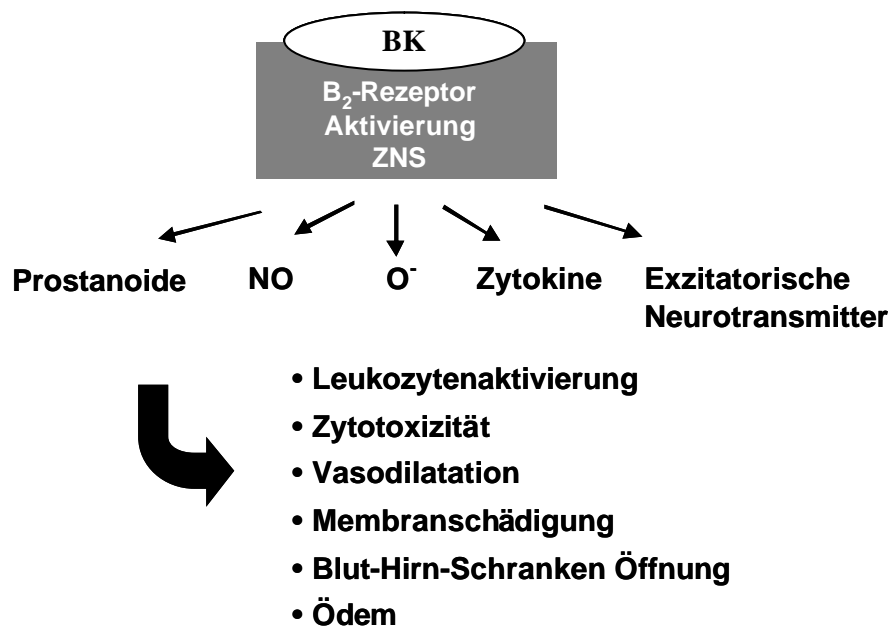 BK
B₂-Rezeptor
Aktivierung
ZNS
Prostanoide NO O⁻ Zytokine Exzitatorische
Neurotransmitter
• Leukozytenaktivierung
• Zytotoxizität
• Vasodilatation
• Membranschädigung
• Blut-Hirn-Schranken Öffnung
• Ödem